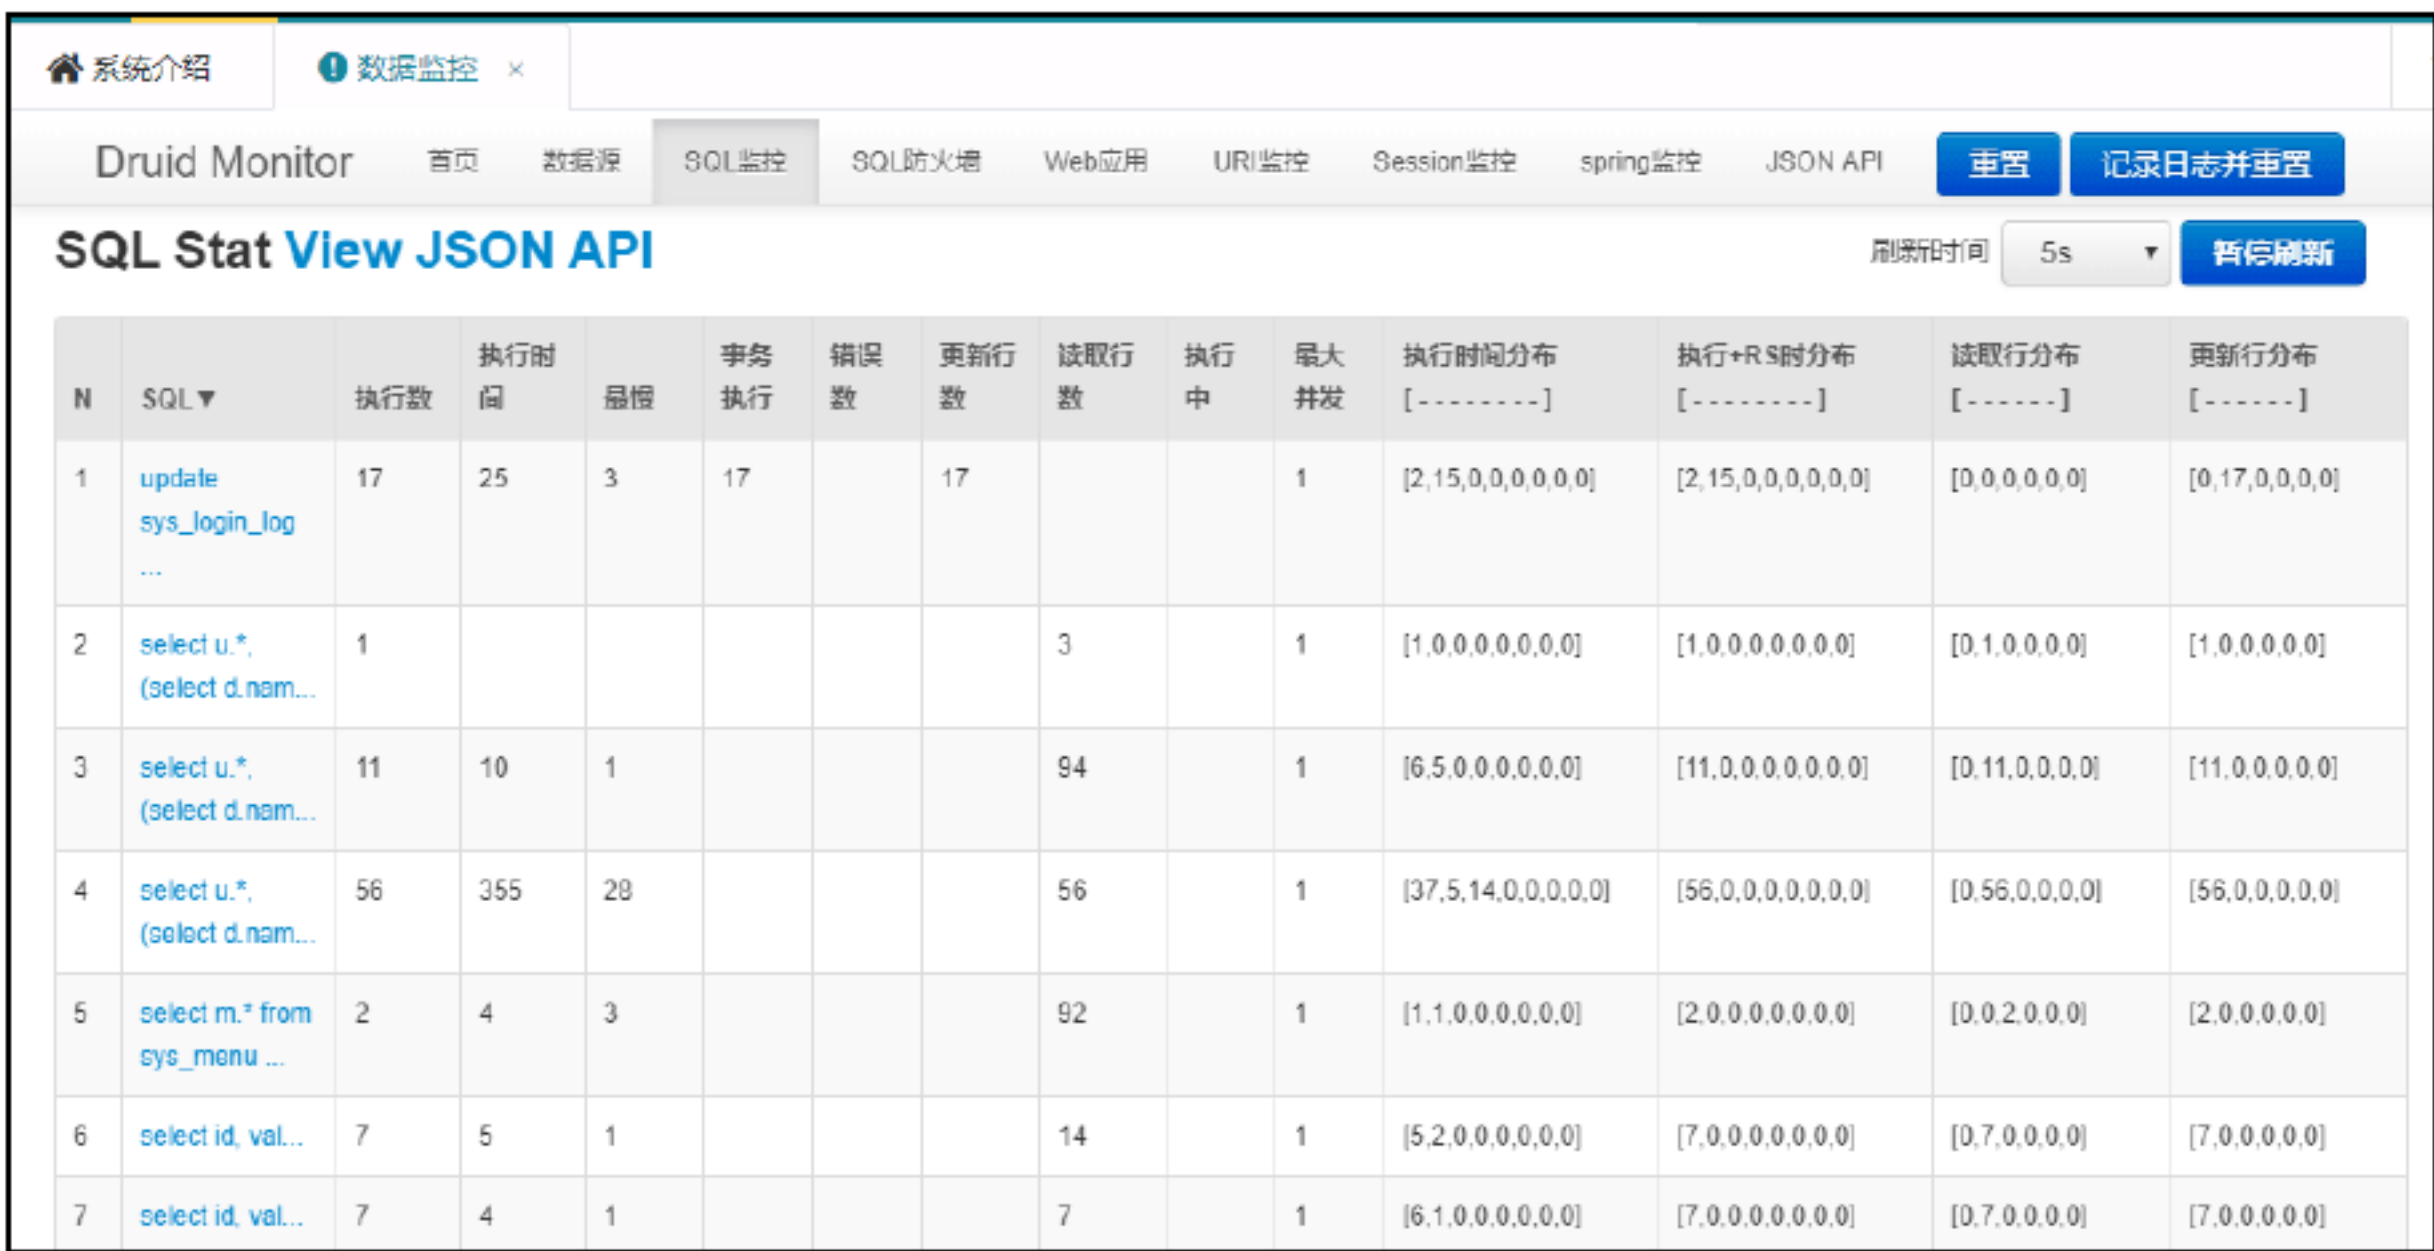 系统介绍 数据监控 ×
Druid Monitor 首页 数据源 SQL监控 SQL防火墙 Web应用 URI监控 Session监控 spring监控 JSON API 重置 记录日志并重置
SQL Stat View JSON API 刷新时间 5s ▼ 暂停刷新
N SQL▼ 执行数 执行时间 最慢 事务执行 错误数 更新行数 读取行数 执行中 最大并发 执行时间分布 [--------] 执行+RS时分布 [--------] 读取行分布 [------] 更新行分布 [------]
1 update sys_login_log ... 17 25 3 17 17 1 [2,15,0,0,0,0,0,0] [2,15,0,0,0,0,0,0] [0,0,0,0,0,0] [0,17,0,0,0,0]
2 select u.*, (select d.nam... 1 3 1 [1,0,0,0,0,0,0,0] [1,0,0,0,0,0,0,0] [0,1,0,0,0,0] [1,0,0,0,0,0]
3 select u.*, (select d.nam... 11 10 1 94 1 [6,5,0,0,0,0,0,0] [11,0,0,0,0,0,0,0] [0,11,0,0,0,0] [11,0,0,0,0,0]
4 select u.*, (select d.nam... 56 355 28 56 1 [37,5,14,0,0,0,0,0] [56,0,0,0,0,0,0,0] [0,56,0,0,0,0] [56,0,0,0,0,0]
5 select m.* from sys_menu ... 2 4 3 92 1 [1,1,0,0,0,0,0,0] [2,0,0,0,0,0,0,0] [0,0,2,0,0,0] [2,0,0,0,0,0]
6 select id, val... 7 5 1 14 1 [5,2,0,0,0,0,0,0] [7,0,0,0,0,0,0,0] [0,7,0,0,0,0] [7,0,0,0,0,0]
7 select id, val... 7 4 1 7 1 [6,1,0,0,0,0,0,0] [7,0,0,0,0,0,0,0] [0,7,0,0,0,0] [7,0,0,0,0,0]